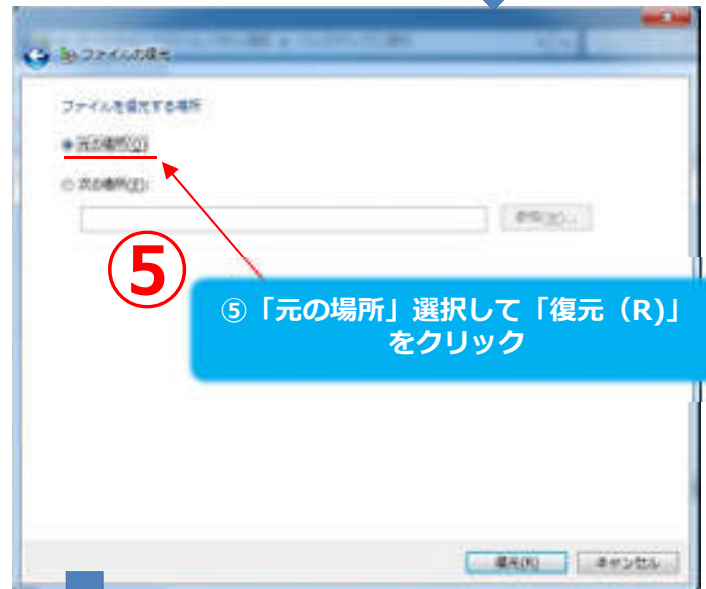 ファイルの復元
ファイルを復元する場所
元の場所(O)
次の場所(F):
参照(W)...
⑤
⑤「元の場所」選択して「復元（R)」
をクリック
復元(R)
キャンセル